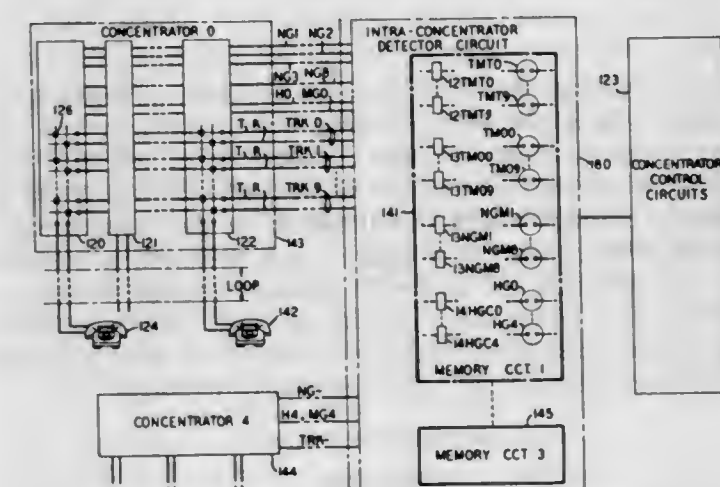 CONCENTRATOR 0
NG1 NG2
NG3 NG8
H0, MG0
126
T, R, TRK 0
T, R, TRK 1
T, R, TRK 9
120
121
122
143
LOOP
124
142
CONCENTRATOR 4
NG-
H4, MG4
TRK-
144
INTRA-CONCENTRATOR
DETECTOR CIRCUIT
TMT0
12TMT0
TMT9
12TMT9
TM00
13TM00
TM09
13TM09
141
NGM1
13NGM1
NGM8
13NGM8
HG0
14HGC0
HG4
14HGC4
MEMORY CCT 1
145
MEMORY CCT 3
123
180
CONCENTRATOR
CONTROL
CIRCUITS